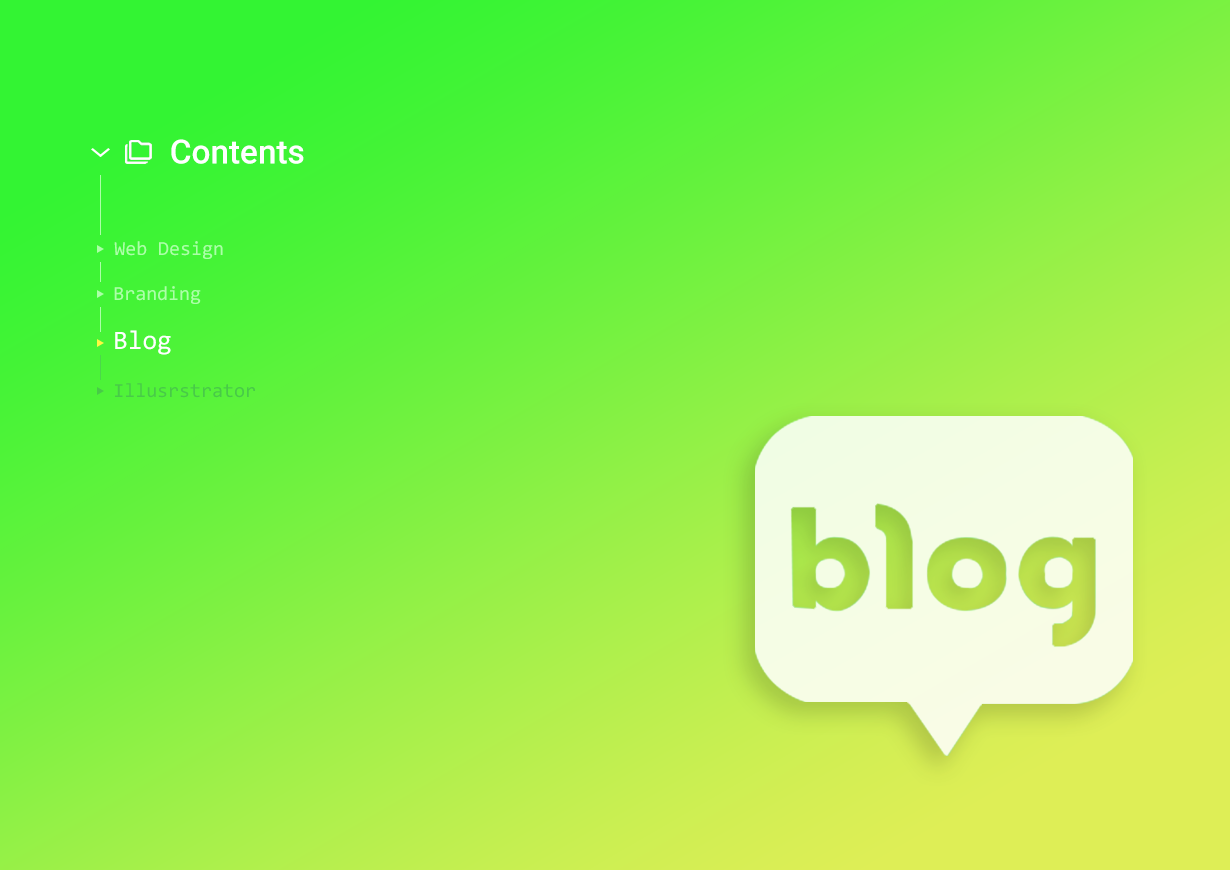 Contents
Web Design
Branding
Blog
Illusrstrator
blog